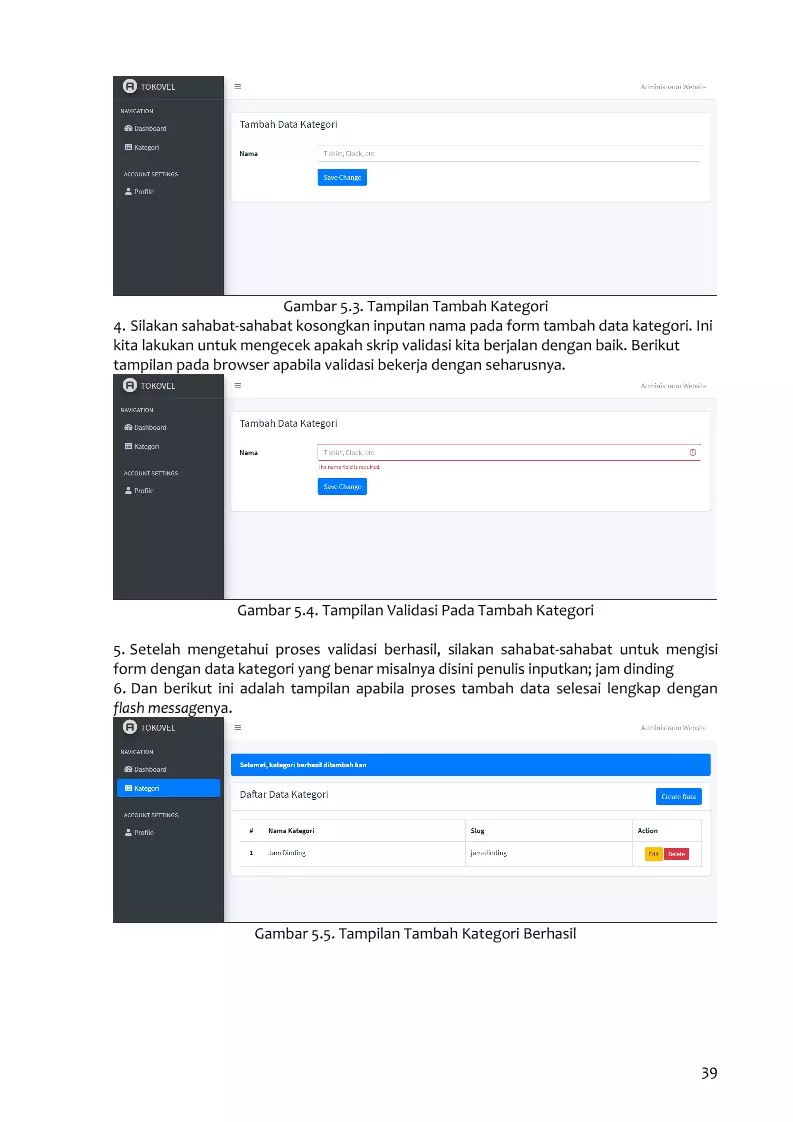 TOKOVEL
Administrator Website
NAVIGATION
Dashboard
Kategori
ACCOUNT SETTINGS
Profile
Tambah Data Kategori
Nama
T-shirt, Clock, etc
Save Change
Gambar 5.3. Tampilan Tambah Kategori
4. Silakan sahabat-sahabat kosongkan inputan nama pada form tambah data kategori. Ini
kita lakukan untuk mengecek apakah skrip validasi kita berjalan dengan baik. Berikut
tampilan pada browser apabila validasi bekerja dengan seharusnya.
TOKOVEL
Administrator Website
NAVIGATION
Dashboard
Kategori
ACCOUNT SETTINGS
Profile
Tambah Data Kategori
Nama
T-shirt, Clock, etc
The name field is required.
Save Change
Gambar 5.4. Tampilan Validasi Pada Tambah Kategori
5. Setelah mengetahui proses validasi berhasil, silakan sahabat-sahabat untuk mengisi
form dengan data kategori yang benar misalnya disini penulis inputkan; jam dinding
6. Dan berikut ini adalah tampilan apabila proses tambah data selesai lengkap dengan
flash messagenya.
TOKOVEL
Administrator Website
NAVIGATION
Dashboard
Kategori
ACCOUNT SETTINGS
Profile
Selamat, kategori berhasil ditambah kan
Daftar Data Kategori
Create Data
# Nama Kategori Slug Action
1 Jam Dinding jam-dinding Edit Delete
Gambar 5.5. Tampilan Tambah Kategori Berhasil
39